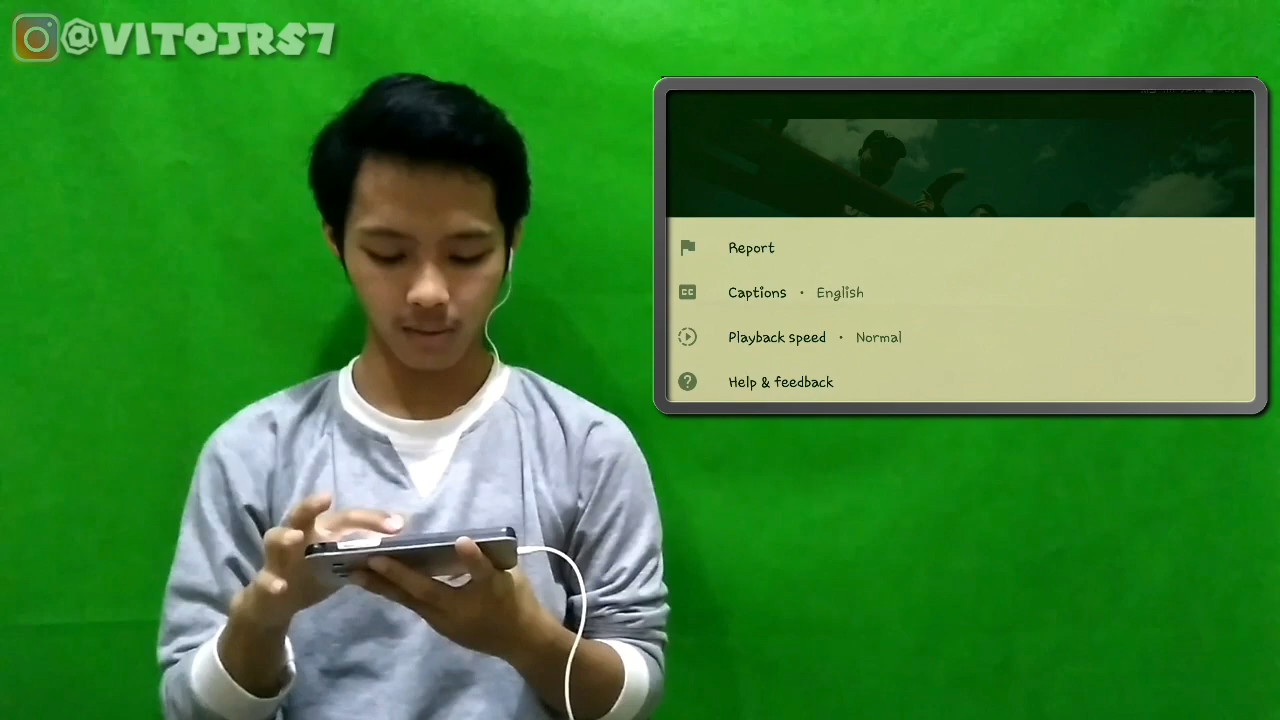 @VITOJRS7
Report
Captions • English
Playback speed • Normal
Help & feedback